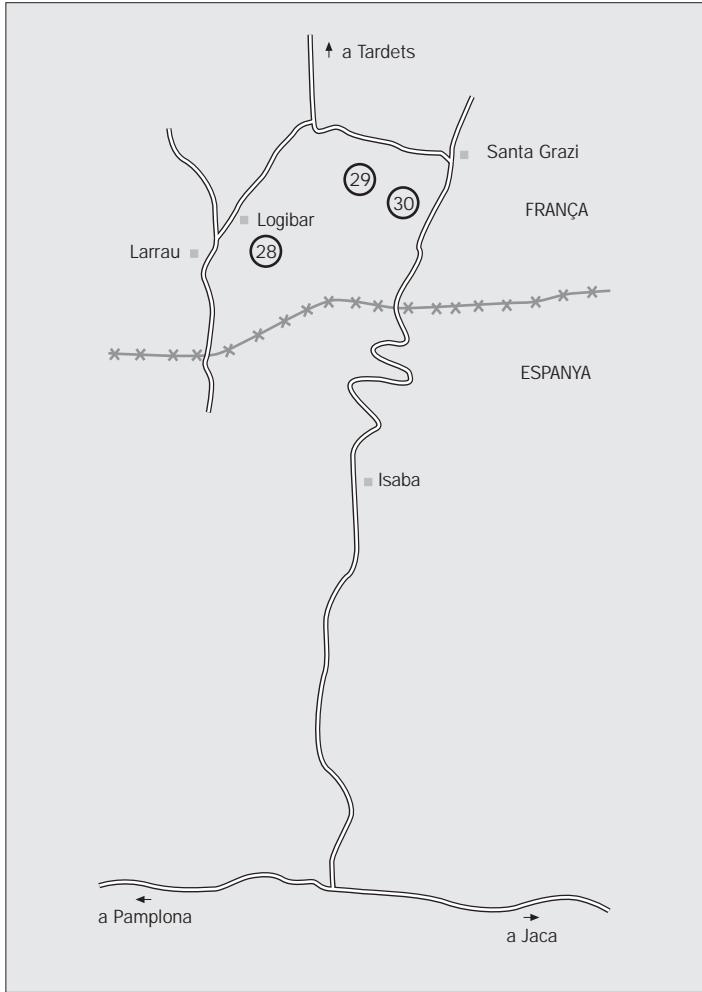 a Tardets
Santa Grazi
29
30
FRANÇA
Logibar
Larrau
28
ESPANYA
Isaba
a Pamplona
a Jaca